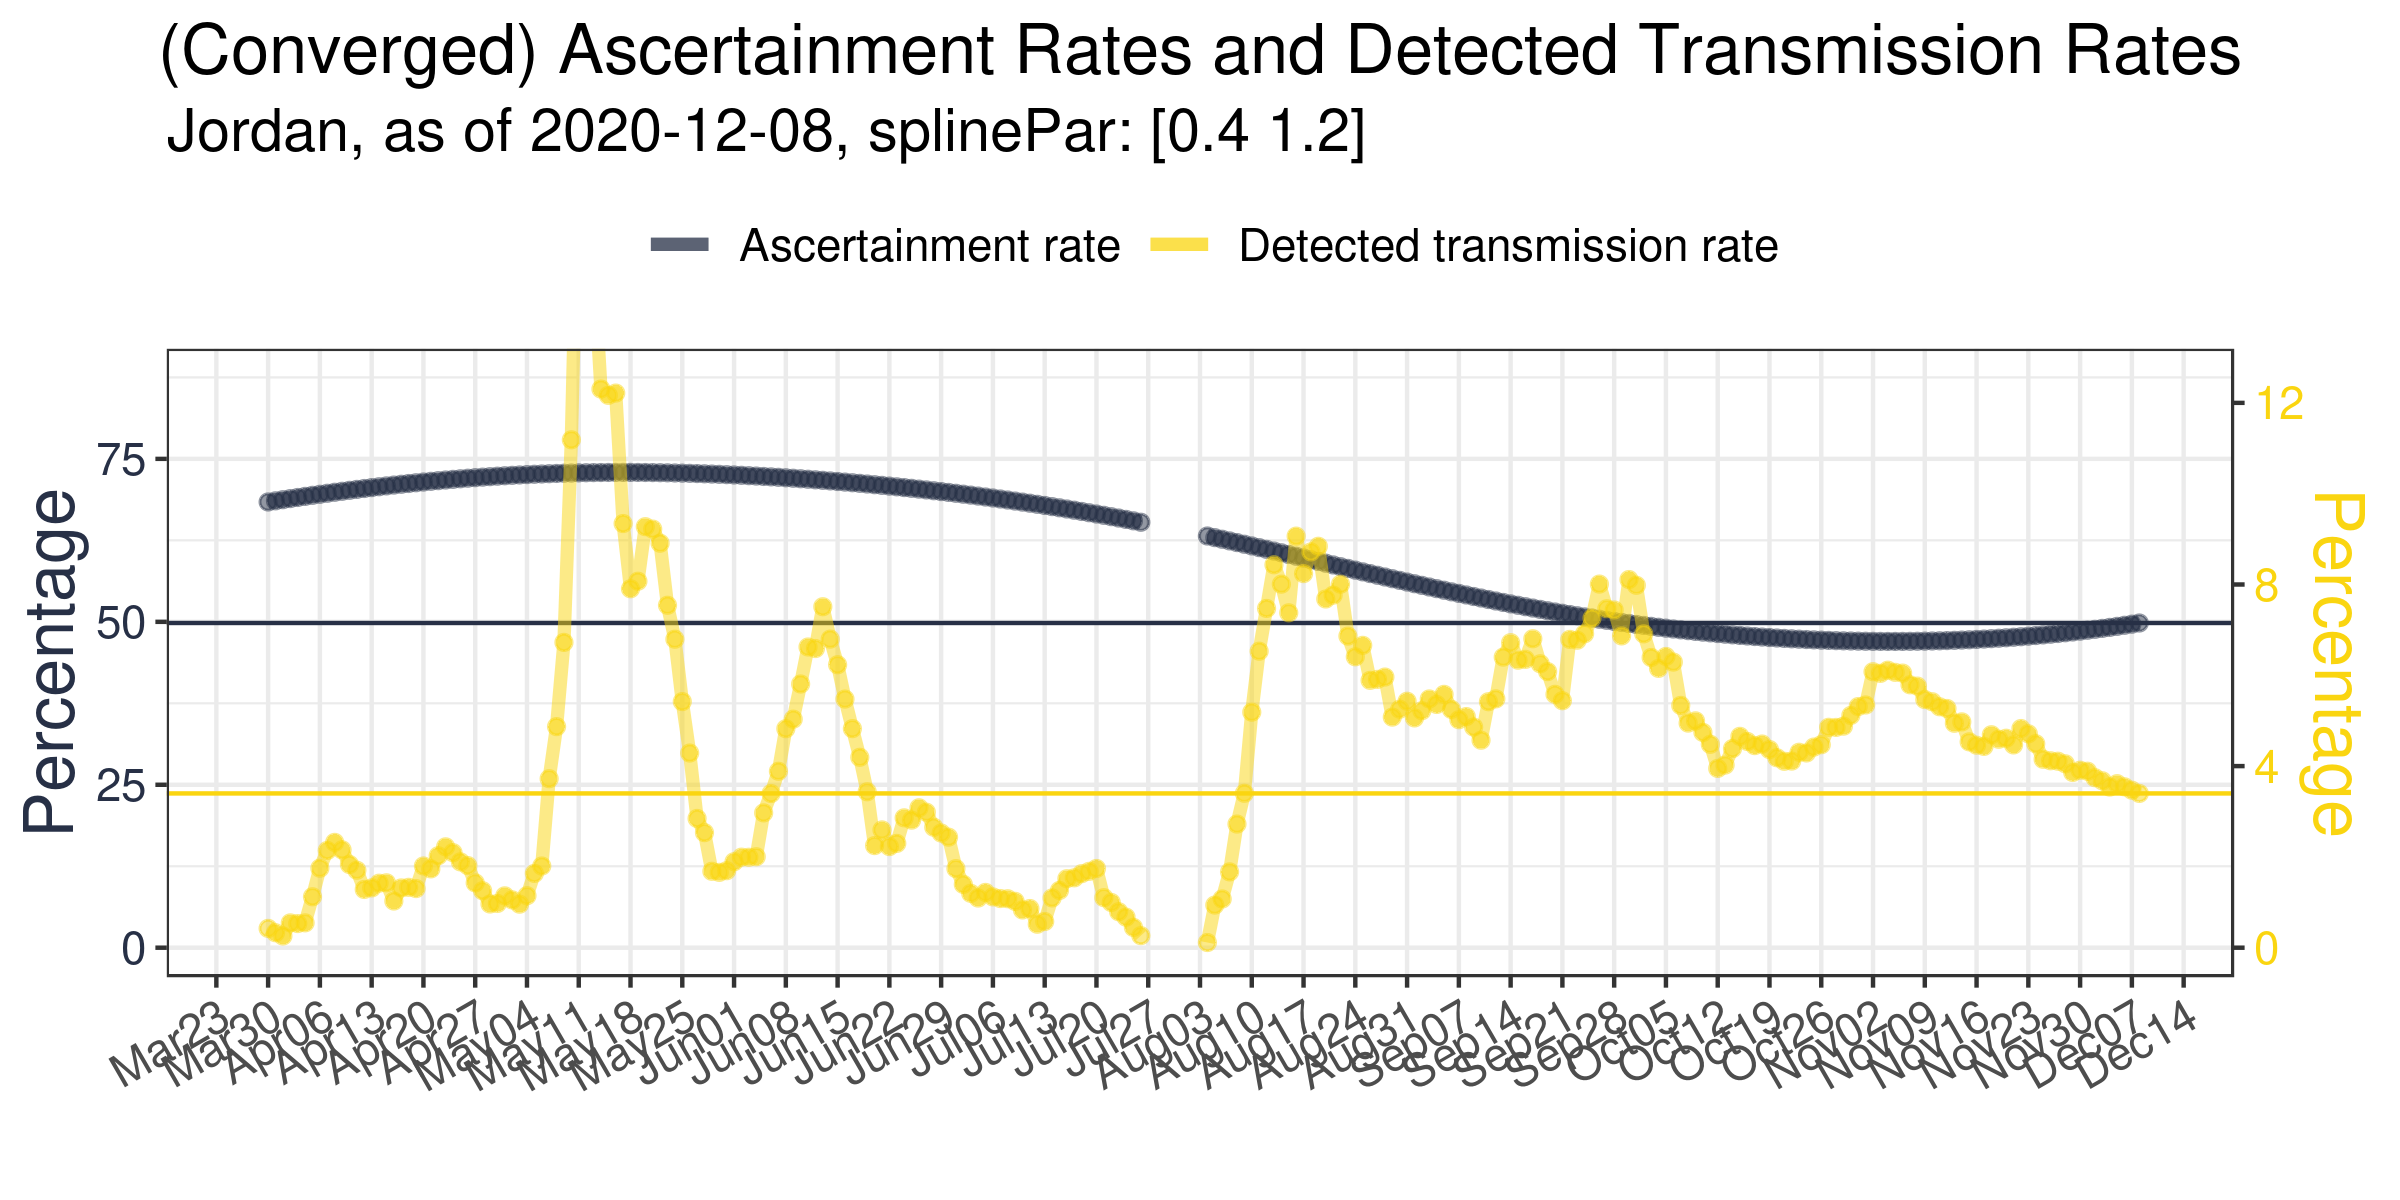 (Converged) Ascertainment Rates and Detected Transmission Rates
Jordan, as of 2020-12-08, splinePar: [0.4 1.2]
Ascertainment rate Detected transmission rate
Percentage
75
50
25
0
12
8
4
0
Percentage
Mar23
Mar30
Apr06
Apr13
Apr20
Apr27
May04
May11
May18
May25
Jun01
Jun08
Jun15
Jun22
Jun29
Jul06
Jul13
Jul20
Jul27
Aug03
Aug10
Aug17
Aug24
Aug31
Sep07
Sep14
Sep21
Sep28
Oct05
Oct12
Oct19
Oct26
Nov02
Nov09
Nov16
Nov23
Nov30
Dec07
Dec14